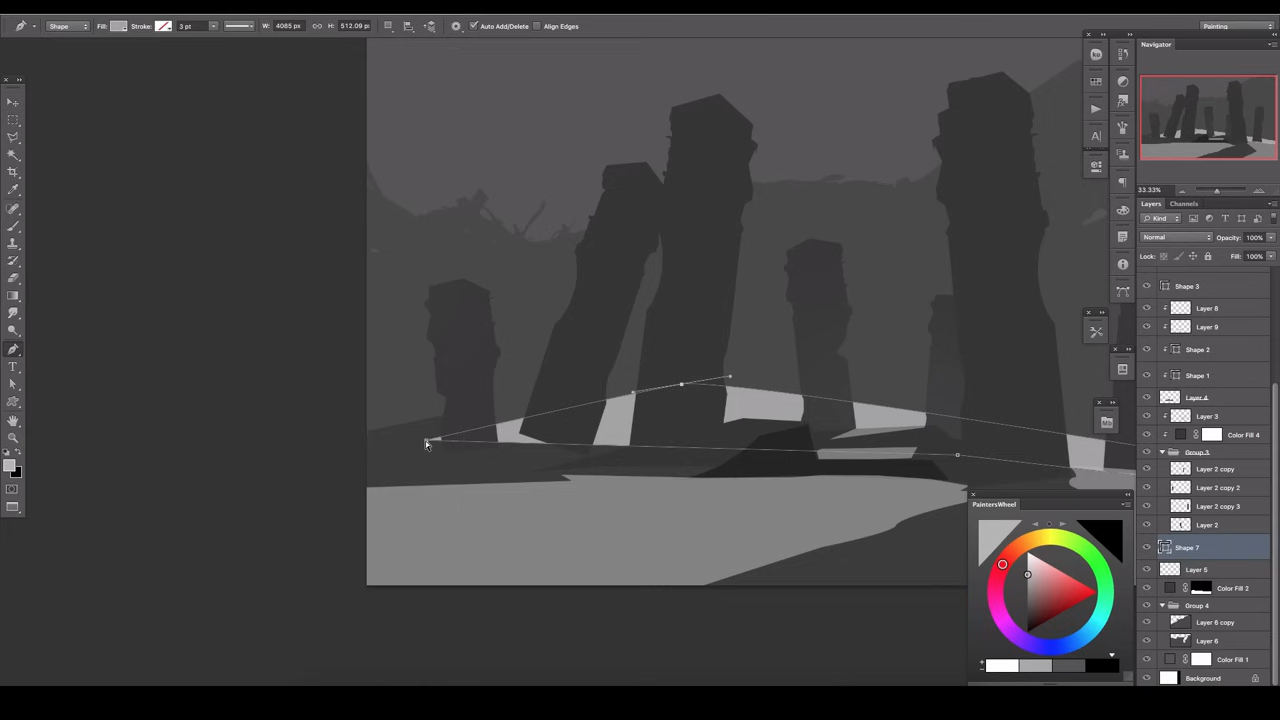 Shape Fill: Stroke: 3 pt W: 4085 px H: 512.09 px Auto Add/Delete Align Edges Painting
Navigator
33.33%
Layers Channels
Kind
Normal Opacity: 100%
Lock: Fill: 100%
Shape 3
Layer 8
Layer 9
Shape 2
Shape 1
Layer 4
Layer 3
Color Fill 4
Group 3
Layer 2 copy
Layer 2 copy 2
Layer 2 copy 3
Layer 2
Shape 7
Layer 5
Color Fill 2
Group 4
Layer 6 copy
Layer 6
Color Fill 1
Background
PaintersWheel
ku
A
Mb
T